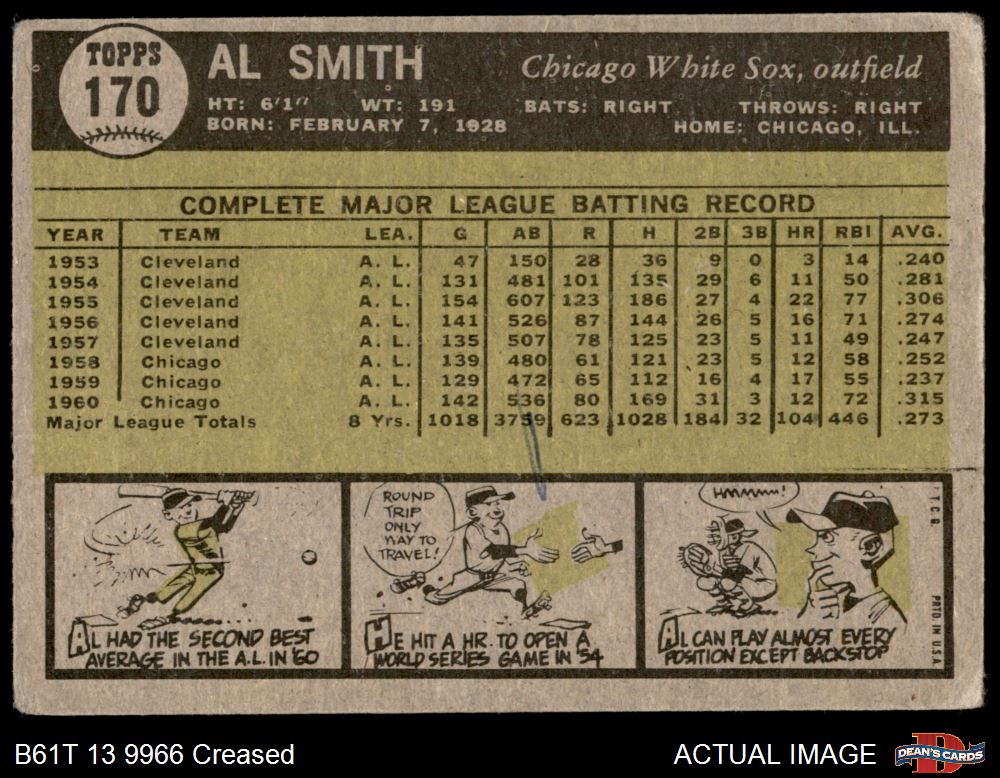 TOPPS
170
AL SMITH
Chicago White Sox, outfield
HT: 6'1" WT: 191 BATS: RIGHT THROWS: RIGHT
BORN: FEBRUARY 7, 1928 HOME: CHICAGO, ILL.
COMPLETE MAJOR LEAGUE BATTING RECORD
YEAR TEAM LEA. G AB R H 2B 3B HR RBI AVG.
1953 Cleveland A. L. 47 150 28 36 9 0 3 14 .240
1954 Cleveland A. L. 131 481 101 135 29 6 11 50 .281
1955 Cleveland A. L. 154 607 123 186 27 4 22 77 .306
1956 Cleveland A. L. 141 526 87 144 26 5 16 71 .274
1957 Cleveland A. L. 135 507 78 125 23 5 11 49 .247
1958 Chicago A. L. 139 480 61 121 23 5 12 58 .252
1959 Chicago A. L. 129 472 65 112 16 4 17 55 .237
1960 Chicago A. L. 142 536 80 169 31 3 12 72 .315
Major League Totals 8 Yrs. 1018 3759 623 1028 184 32 104 446 .273
AL HAD THE SECOND BEST
AVERAGE IN THE A.L. IN '60
ROUND
TRIP
ONLY
WAY TO
TRAVEL!
HE HIT A HR. TO OPEN A
WORLD SERIES GAME IN '54
HMMMM!
AL CAN PLAY ALMOST EVERY
POSITION EXCEPT BACKSTOP
T.C.G.
PRTD. IN U.S.A.
B61T 13 9966 Creased
ACTUAL IMAGE
DEAN'S CARDS